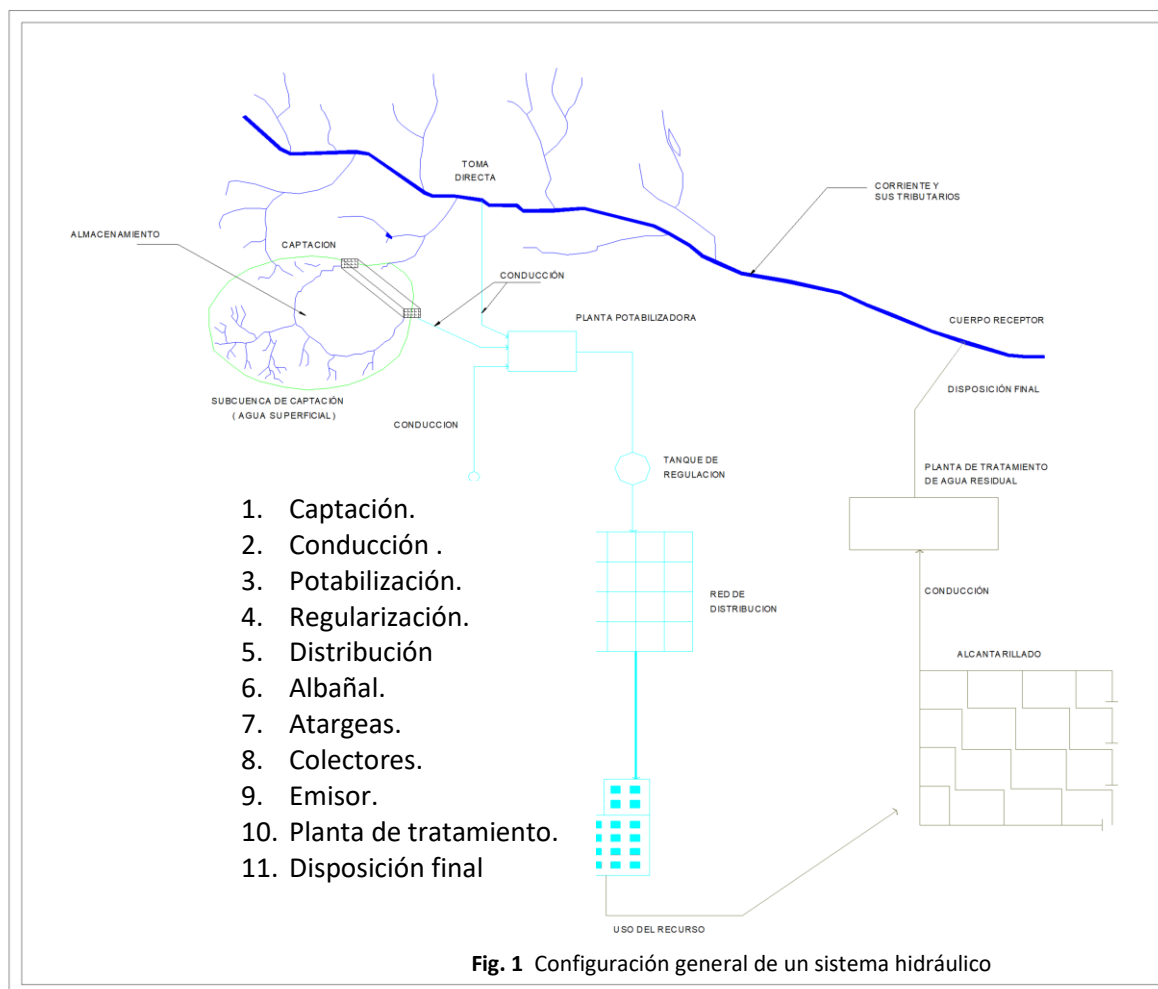 TOMA
DIRECTA
CORRIENTE Y
SUS TRIBUTARIOS
ALMACENAMIENTO
CAPTACION
CONDUCCIÓN
PLANTA POTABILIZADORA
CUERPO RECEPTOR
DISPOSICIÓN FINAL
SUBCUENCA DE CAPTACIÓN
( AGUA SUPERFICIAL)
CONDUCCION
TANQUE DE
REGULACION
PLANTA DE TRATAMIENTO
DE AGUA RESIDUAL
1. Captación.
2. Conducción .
3. Potabilización.
4. Regularización.
5. Distribución
6. Albañal.
7. Atargeas.
8. Colectores.
9. Emisor.
10. Planta de tratamiento.
11. Disposición final
RED DE
DISTRIBUCION
CONDUCCIÓN
ALCANTARILLADO
USO DEL RECURSO
Fig. 1 Configuración general de un sistema hidráulico